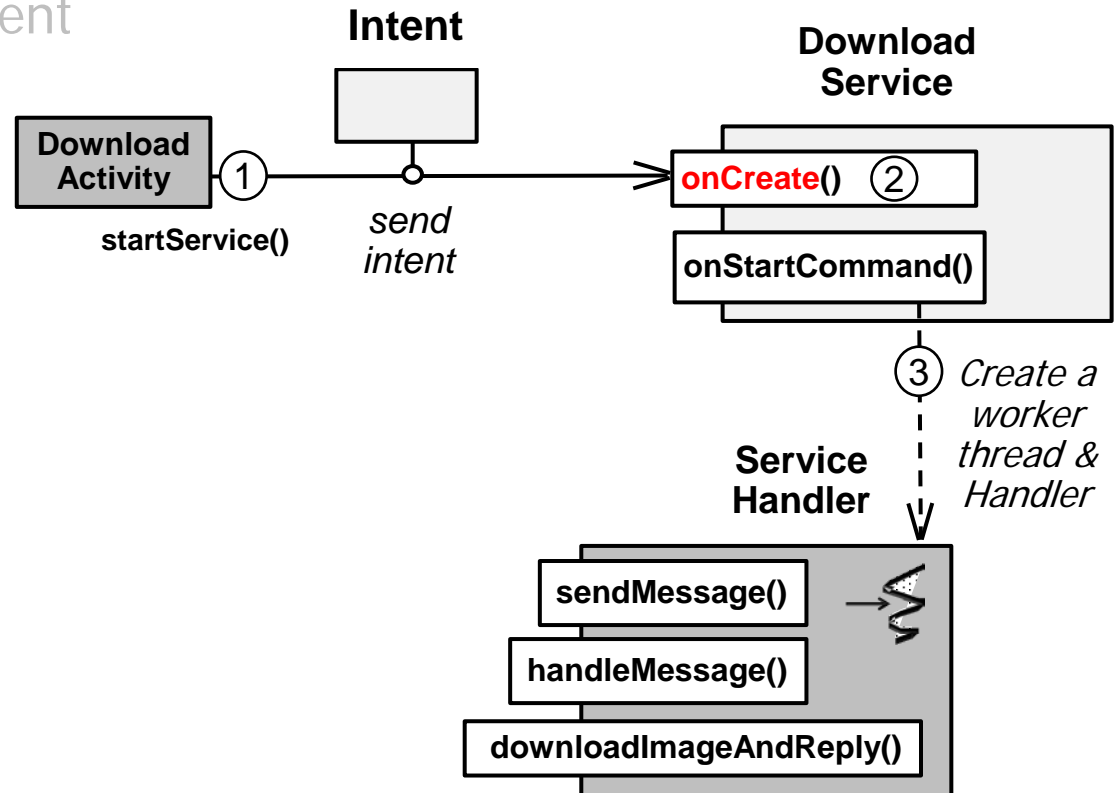 ent
Intent
Download
Service
Download
Activity
1
startService()
send
intent
onCreate() 2
onStartCommand()
3
Create a
worker
thread &
Handler
Service
Handler
sendMessage()
handleMessage()
downloadImageAndReply()